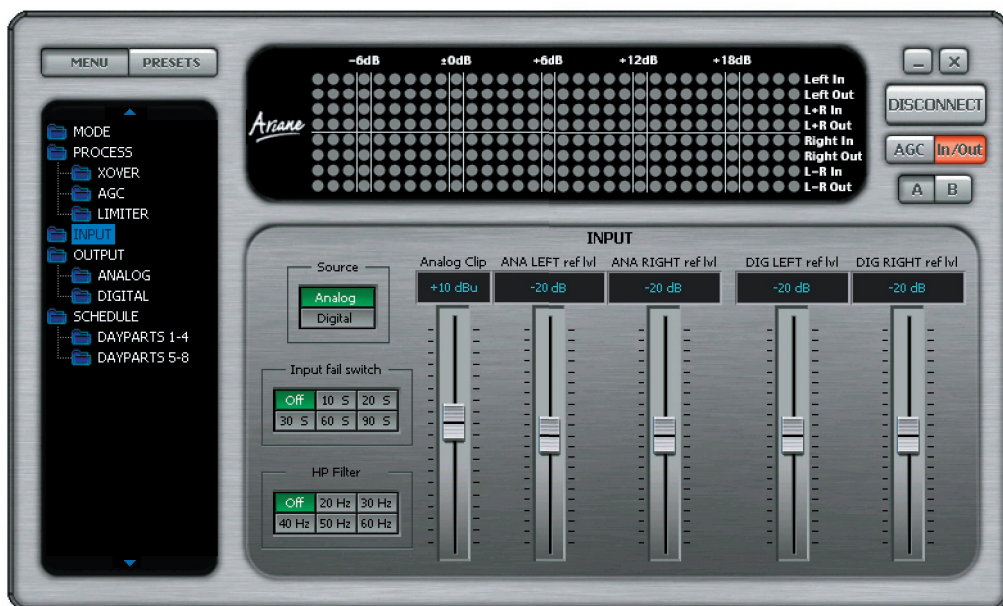 MENU PRESETS
MODE
PROCESS
XOVER
AGC
LIMITER
INPUT
OUTPUT
ANALOG
DIGITAL
SCHEDULE
DAYPARTS 1-4
DAYPARTS 5-8
-6dB ±0dB +6dB +12dB +18dB
Ariane
Left In
Left Out
L+R In
L+R Out
Right In
Right Out
L-R In
L-R Out
DISCONNECT
AGC In/Out
A B
INPUT
Source
Analog
Digital
Input fail switch
Off 10 S 20 S
30 S 60 S 90 S
HP Filter
Off 20 Hz 30 Hz
40 Hz 50 Hz 60 Hz
Analog Clip ANA LEFT ref lvl ANA RIGHT ref lvl DIG LEFT ref lvl DIG RIGHT ref lvl
+10 dBu -20 dB -20 dB -20 dB -20 dB